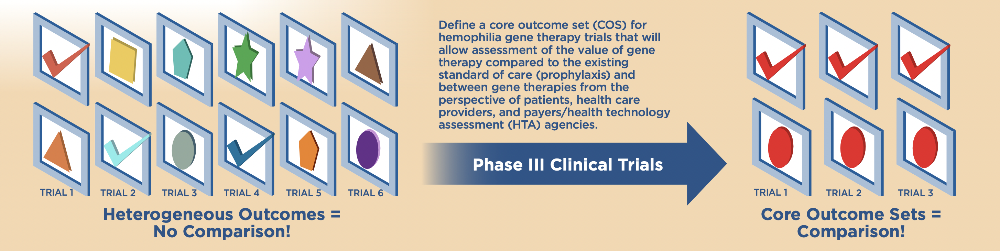 TRIAL 1
TRIAL 2
TRIAL 3
TRIAL 4
TRIAL 5
TRIAL 6
Heterogeneous Outcomes =
No Comparison!
Define a core outcome set (COS) for
hemophilia gene therapy trials that will
allow assessment of the value of gene
therapy compared to the existing
standard of care (prophylaxis) and
between gene therapies from the
perspective of patients, health care
providers, and payers/health technology
assessment (HTA) agencies.
Phase III Clinical Trials
TRIAL 1
TRIAL 2
TRIAL 3
Core Outcome Sets =
Comparison!